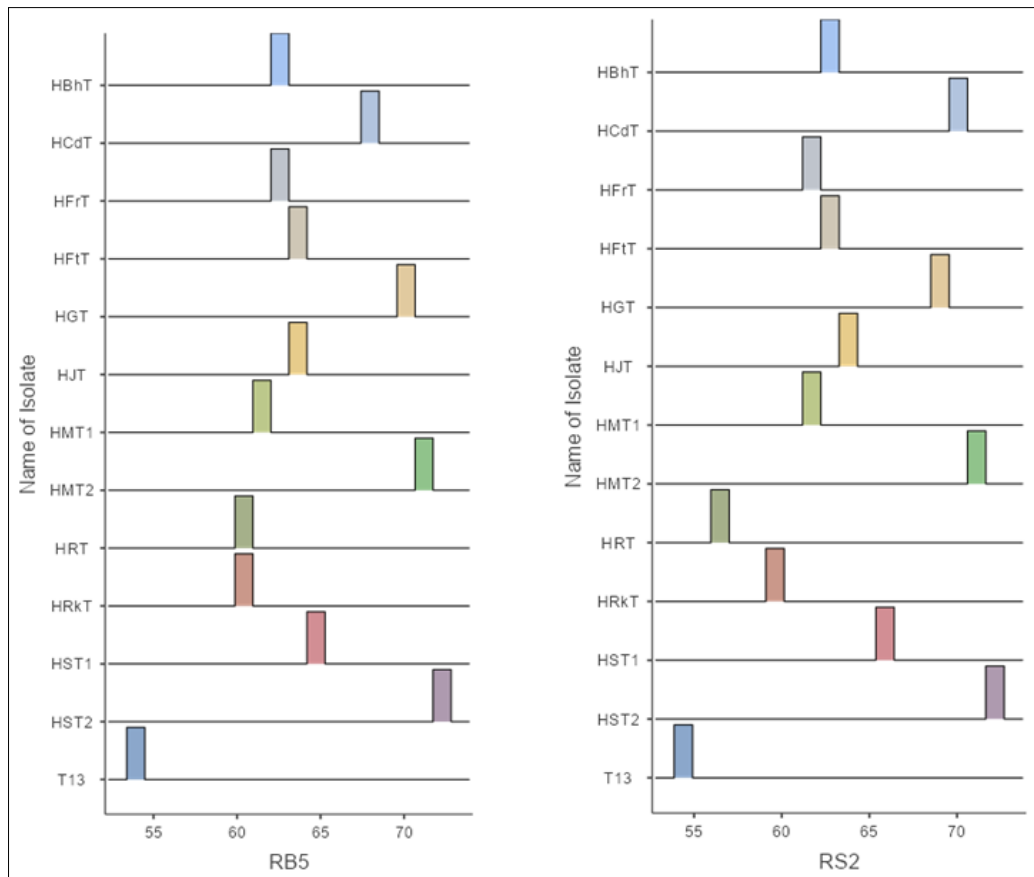 HBhT
HCdT
HFrT
HFtT
HGT
HJT
HMT1
HMT2
HRT
HRkT
HST1
HST2
T13
Name of Isolate
55 60 65 70
RB5
HBhT
HCdT
HFrT
HFtT
HGT
HJT
HMT1
HMT2
HRT
HRkT
HST1
HST2
T13
Name of Isolate
55 60 65 70
RS2